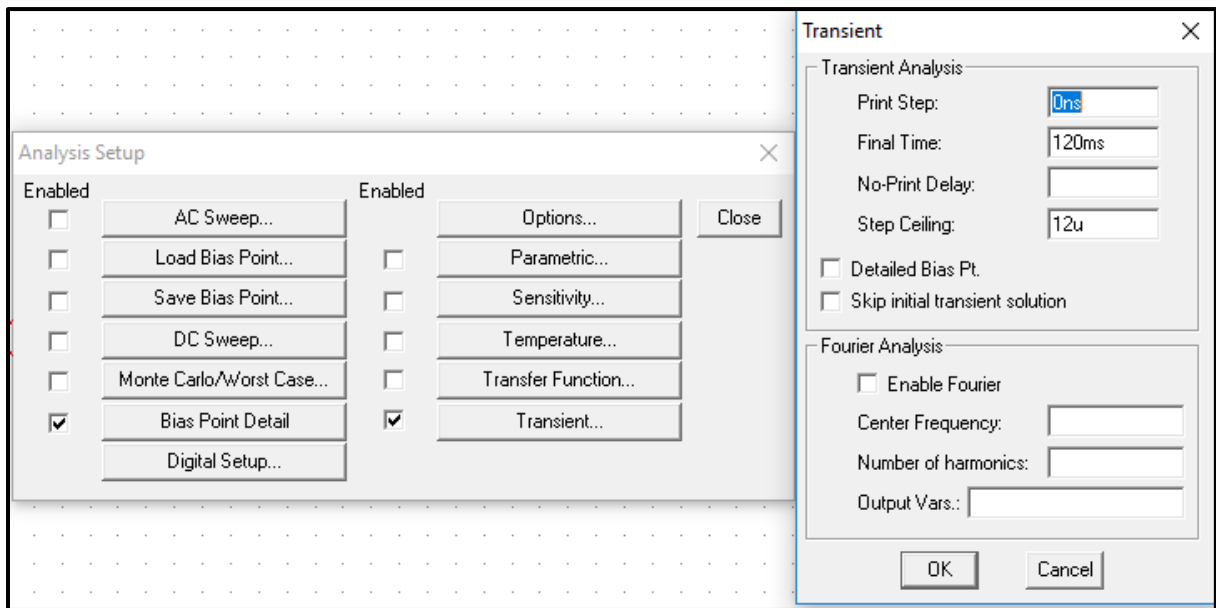 Analysis Setup
Enabled
Enabled
AC Sweep...
Options...
Close
Load Bias Point...
Parametric...
Save Bias Point...
Sensitivity...
DC Sweep...
Temperature...
Monte Carlo/Worst Case...
Transfer Function...
Bias Point Detail
Transient...
Digital Setup...
Transient
Transient Analysis
Print Step: 0ns
Final Time: 120ms
No-Print Delay:
Step Ceiling: 12u
Detailed Bias Pt.
Skip initial transient solution
Fourier Analysis
Enable Fourier
Center Frequency:
Number of harmonics:
Output Vars.:
OK
Cancel